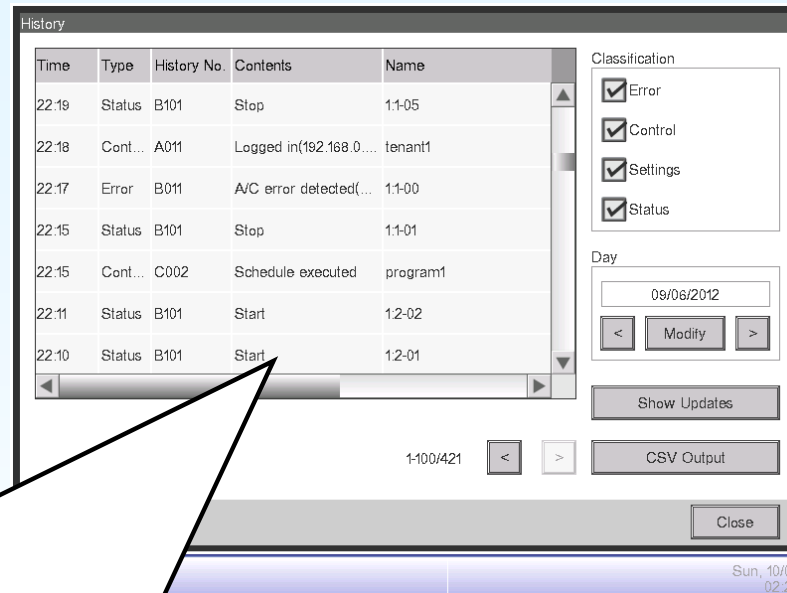 History
Time Type History No. Contents Name
22:19 Status B101 Stop 1:1-05
22:18 Cont... A011 Logged in(192.168.0.... tenant1
22:17 Error B011 A/C error detected(... 1:1-00
22:15 Status B101 Stop 1:1-01
22:15 Cont... C002 Schedule executed program1
22:11 Status B101 Start 1:2-02
22:10 Status B101 Start 1:2-01
Classification
Error
Control
Settings
Status
Day
09/06/2012
< Modify >
Show Updates
1-100/421 < >
CSV Output
Close
Sun, 10/